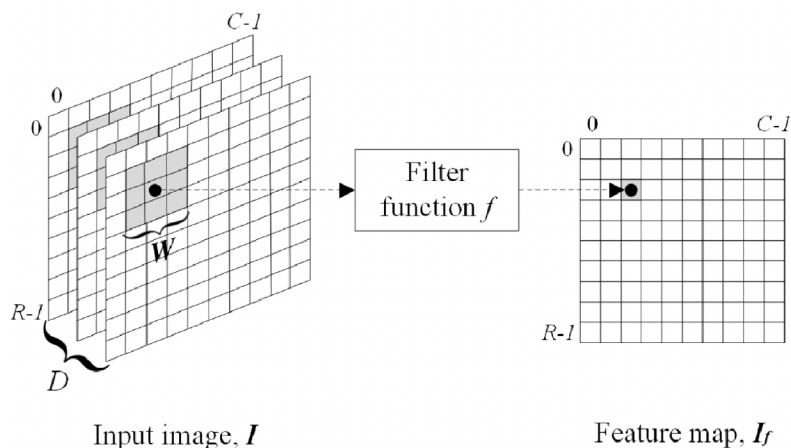 C-1
0
0
R-1
D
W
Filter
function f
0
C-1
0
R-1
Input image, I
Feature map, If